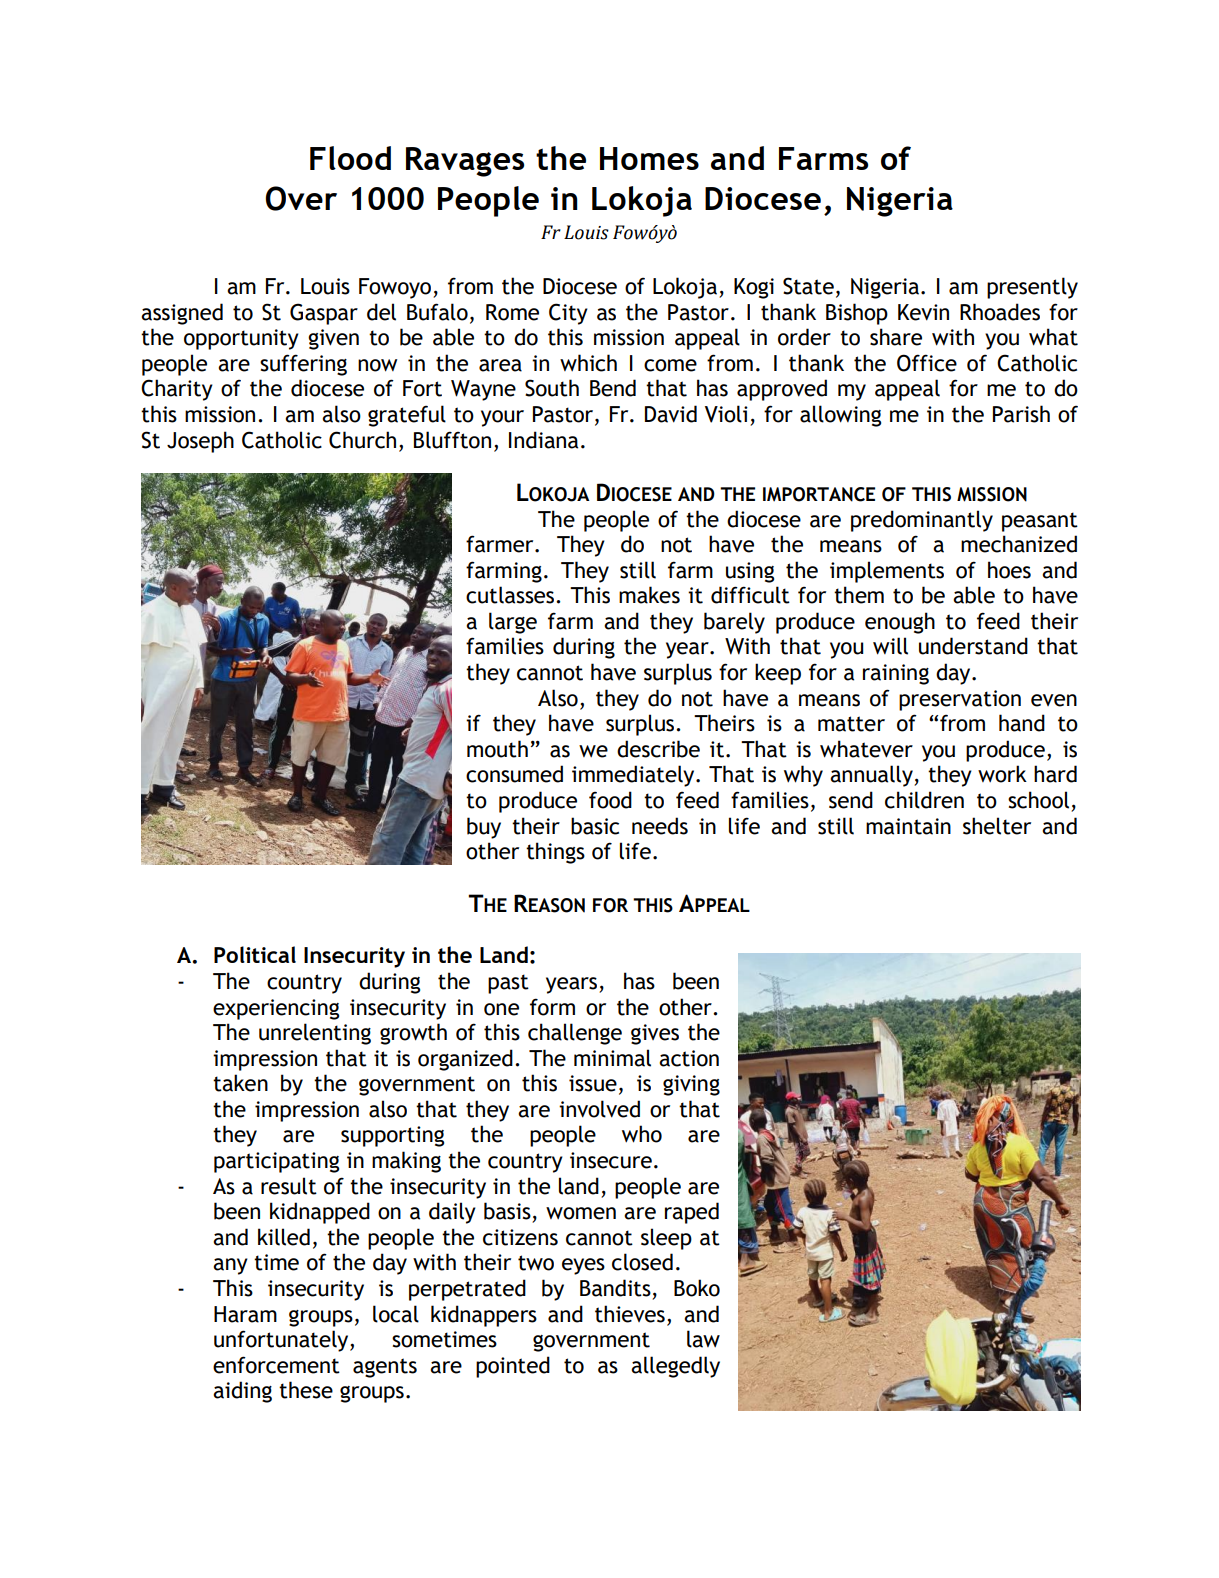 Flood Ravages the Homes and Farms of
Over 1000 People in Lokoja Diocese, Nigeria
Fr Louis Fowóyò
I am Fr. Louis Fowoyo, from the Diocese of Lokoja, Kogi State, Nigeria. I am presently
assigned to St Gaspar del Bufalo, Rome City as the Pastor. I thank Bishop Kevin Rhoades for
the opportunity given to be able to do this mission appeal in order to share with you what
people are suffering now in the area in which I come from. I thank the Office of Catholic
Charity of the diocese of Fort Wayne South Bend that has approved my appeal for me to do
this mission. I am also grateful to your Pastor, Fr. David Violi, for allowing me in the Parish of
St Joseph Catholic Church, Bluffton, Indiana.
LOKOJA DIOCESE AND THE IMPORTANCE OF THIS MISSION
The people of the diocese are predominantly peasant
farmer. They do not have the means of a mechanized
farming. They still farm using the implements of hoes and
cutlasses. This makes it difficult for them to be able to have
a large farm and they barely produce enough to feed their
families during the year. With that you will understand that
they cannot have surplus for keep for a raining day.
Also, they do not have a means of preservation even
if they have surplus. Theirs is a matter of “from hand to
mouth” as we describe it. That is whatever you produce, is
consumed immediately. That is why annually, they work hard
to produce food to feed families, send children to school,
buy their basic needs in life and still maintain shelter and
other things of life.
THE REASON FOR THIS APPEAL
A. Political Insecurity in the Land:
- The country during the past years, has been
experiencing insecurity in one form or the other.
The unrelenting growth of this challenge gives the
impression that it is organized. The minimal action
taken by the government on this issue, is giving
the impression also that they are involved or that
they are supporting the people who are
participating in making the country insecure.
- As a result of the insecurity in the land, people are
been kidnapped on a daily basis, women are raped
and killed, the people the citizens cannot sleep at
any time of the day with their two eyes closed.
- This insecurity is perpetrated by Bandits, Boko
Haram groups, local kidnappers and thieves, and
unfortunately, sometimes government law
enforcement agents are pointed to as allegedly
aiding these groups.